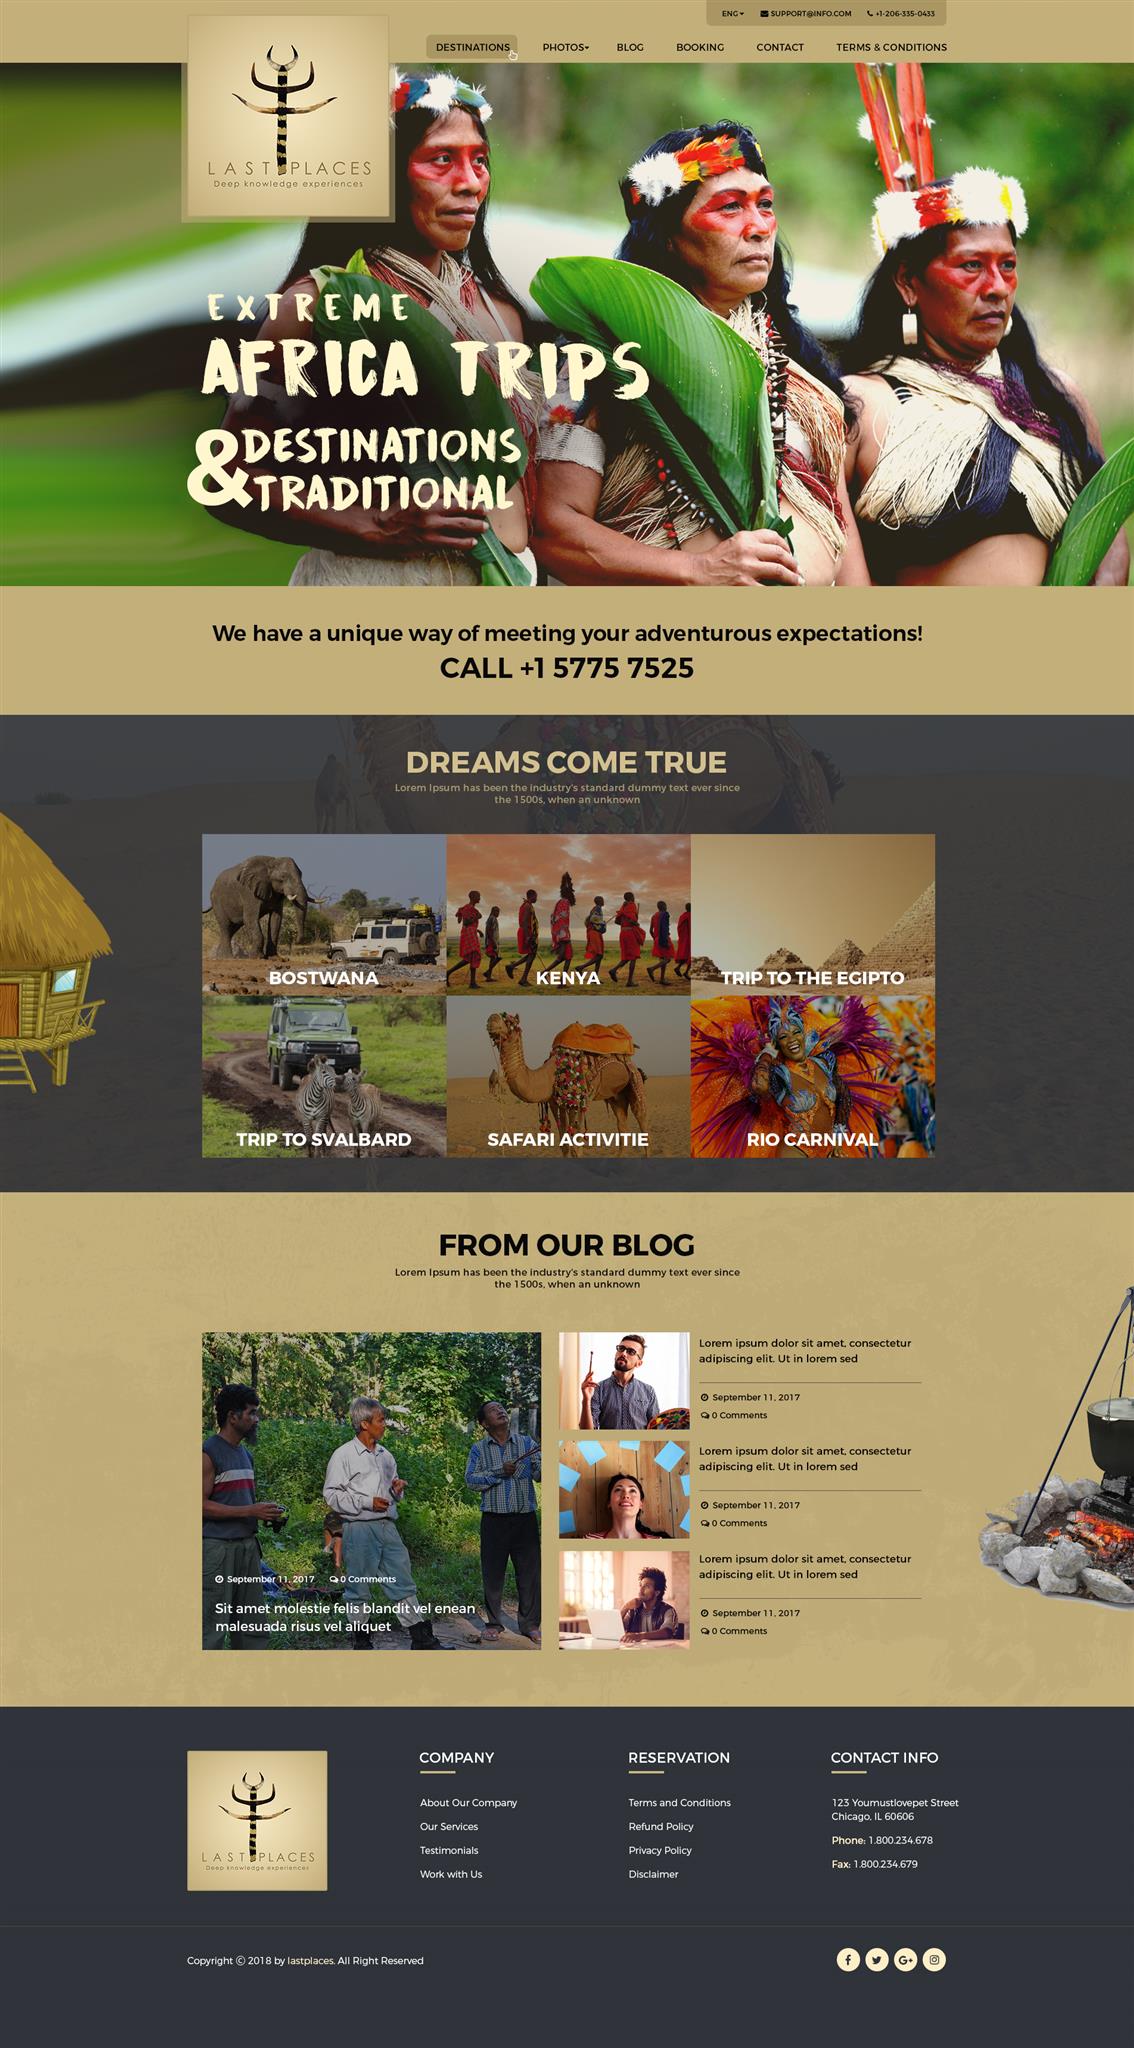 ENG SUPPORT@INFO.COM +1-206-335-0433
DESTINATIONS PHOTOS BLOG BOOKING CONTACT TERMS & CONDITIONS
LAST PLACES
Deep knowledge experiences
EXTREME
AFRICA TRIPS
& DESTINATIONS
TRADITIONAL
We have a unique way of meeting your adventurous expectations!
CALL +1 5775 7525
DREAMS COME TRUE
Lorem Ipsum has been the industry's standard dummy text ever since
the 1500s, when an unknown
BOSTWANA
KENYA
TRIP TO THE EGIPTO
TRIP TO SVALBARD
SAFARI ACTIVITIE
RIO CARNIVAL
FROM OUR BLOG
Lorem Ipsum has been the industry's standard dummy text ever since
the 1500s, when an unknown
September 11, 2017 0 Comments
Sit amet molestie felis blandit vel enean
malesuada risus vel aliquet
Lorem ipsum dolor sit amet, consectetur
adipiscing elit. Ut in lorem sed
September 11, 2017
0 Comments
Lorem ipsum dolor sit amet, consectetur
adipiscing elit. Ut in lorem sed
September 11, 2017
0 Comments
Lorem ipsum dolor sit amet, consectetur
adipiscing elit. Ut in lorem sed
September 11, 2017
0 Comments
LAST PLACES
Deep knowledge experiences
COMPANY
About Our Company
Our Services
Testimonials
Work with Us
RESERVATION
Terms and Conditions
Refund Policy
Privacy Policy
Disclaimer
CONTACT INFO
123 Youmustlovepet Street
Chicago, IL 60606
Phone: 1.800.234.678
Fax: 1.800.234.679
Copyright © 2018 by lastplaces. All Right Reserved